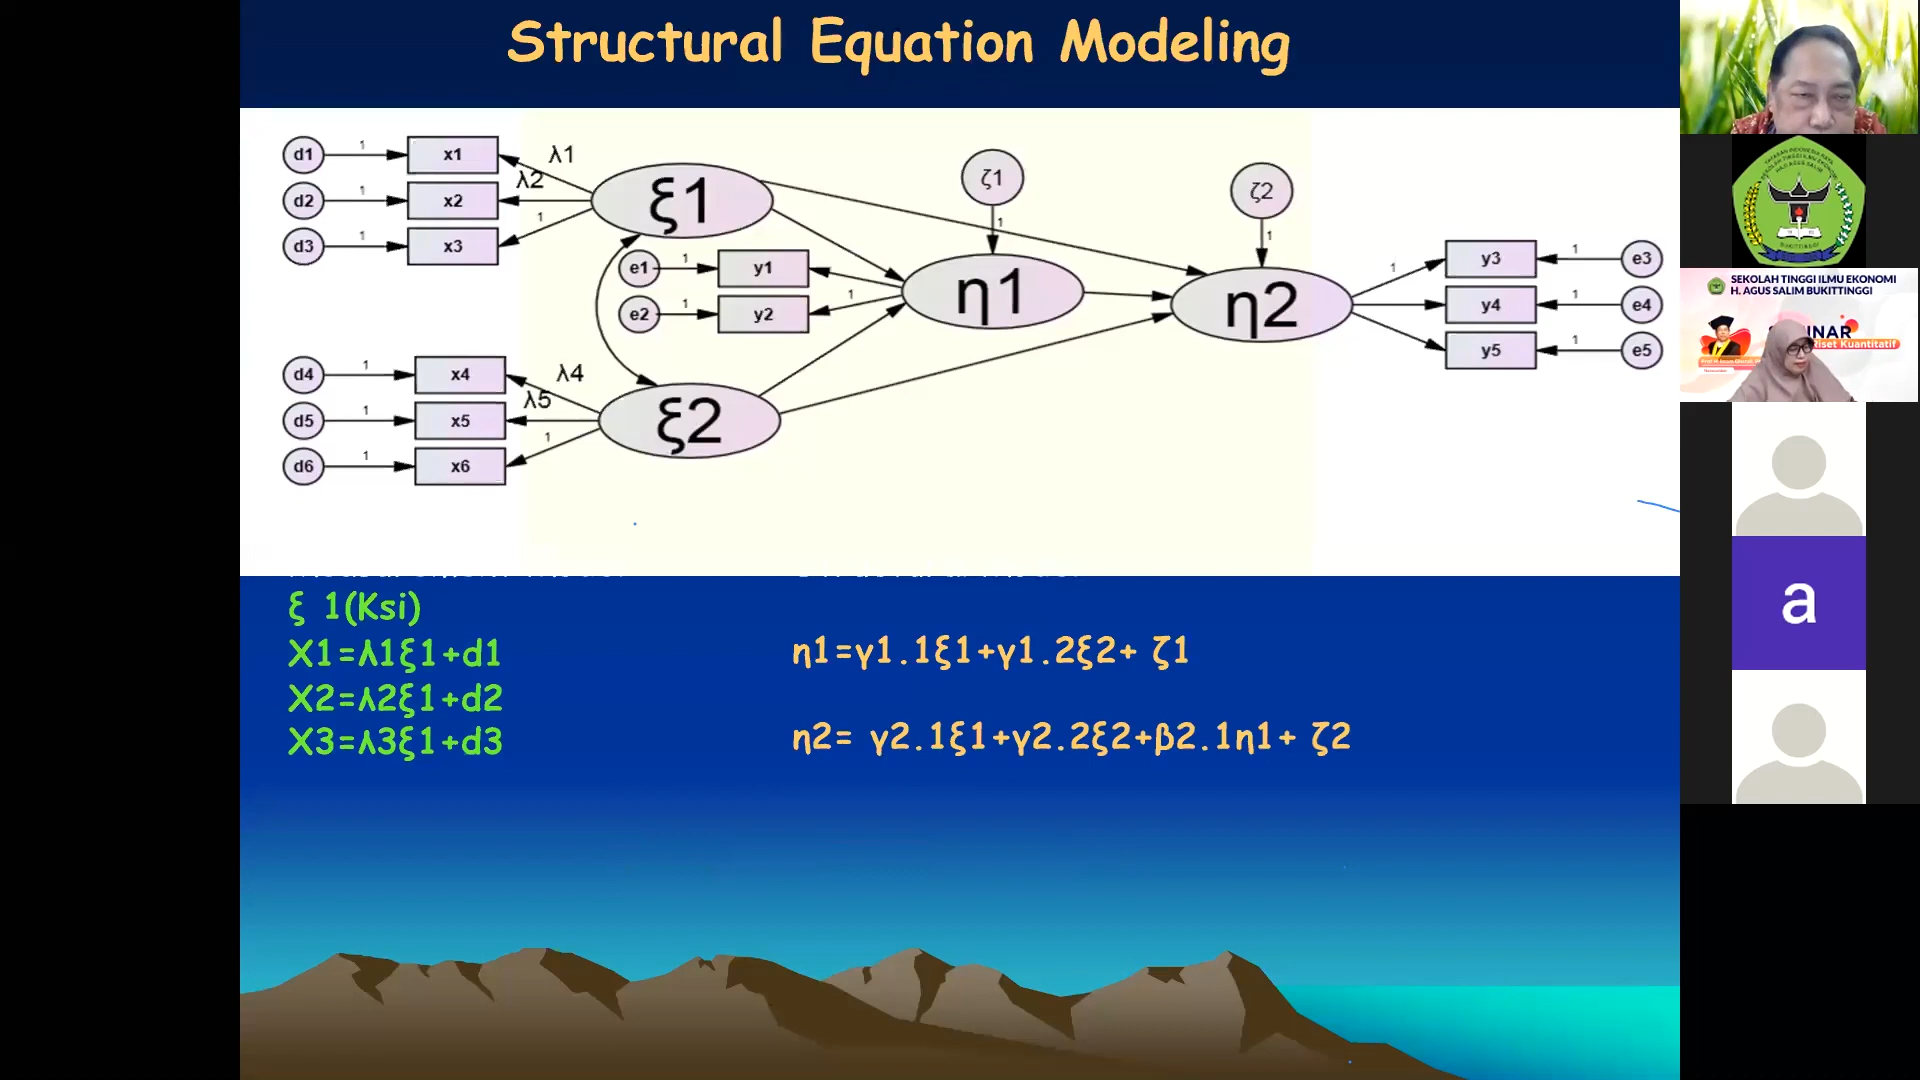 Structural Equation Modeling
d1 1 x1 λ1
d2 1 x2 λ2
d3 1 x3 1
ξ1
ζ1
1
ζ2
1
e1 1 y1
e2 1 y2 1
η1
η2
1 y3 1 e3
y4 1 e4
y5 1 e5
d4 1 x4 λ4
d5 1 x5 λ5
d6 1 x6 1
ξ2
ξ 1(Ksi)
X1=λ1ξ1+d1
X2=λ2ξ1+d2
X3=λ3ξ1+d3
η1=γ1.1ξ1+γ1.2ξ2+ ζ1
η2= γ2.1ξ1+γ2.2ξ2+β2.1η1+ ζ2
BUKITTINGGI
SEKOLAH TINGGI ILMU EKONOMI
H. AGUS SALIM BUKITTINGGI
Riset Kuantitatif
a